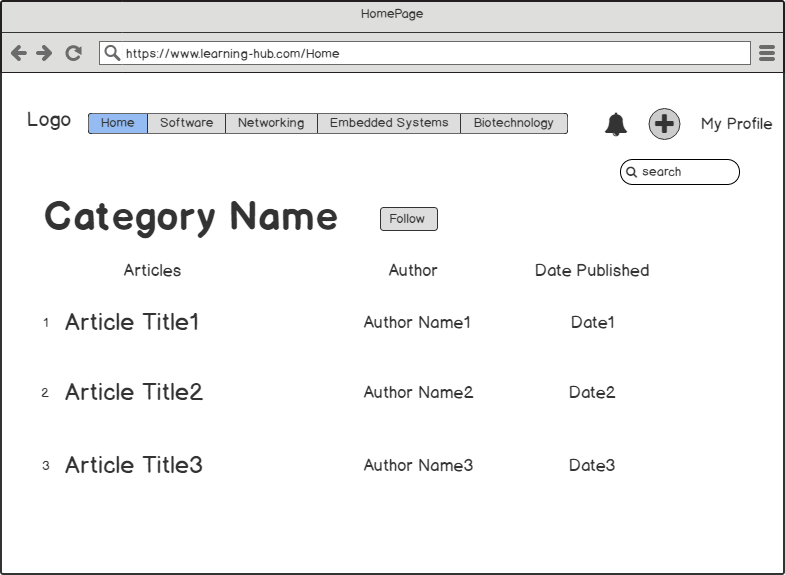 HomePage
https://www.learning-hub.com/Home
Logo Home Software Networking Embedded Systems Biotechnology My Profile
search
Category Name Follow
Articles Author Date Published
1 Article Title1 Author Name1 Date1
2 Article Title2 Author Name2 Date2
3 Article Title3 Author Name3 Date3